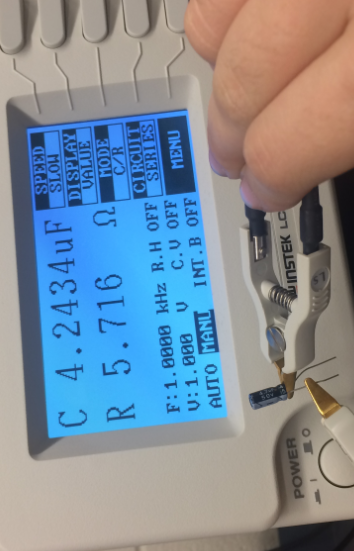 C 4.2434uF
R 5.716 Ω
F:1.0000 kHz R.H OFF
V:1.000 V C.V OFF
AUTO MANU INT.B OFF
SPEED
SLOW
DISPLAY
VALUE
MODE
C/R
CIRCUIT
SERIES
MENU
INSTEK LC
POWER